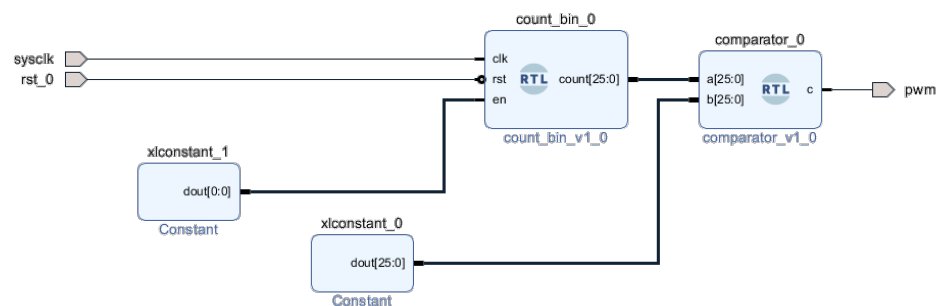 count_bin_0
sysclk
rst_0
clk
rst
en
RTL
count[25:0]
count_bin_v1_0
comparator_0
a[25:0]
b[25:0]
RTL
c
comparator_v1_0
pwm
xlconstant_1
dout[0:0]
Constant
xlconstant_0
dout[25:0]
Constant